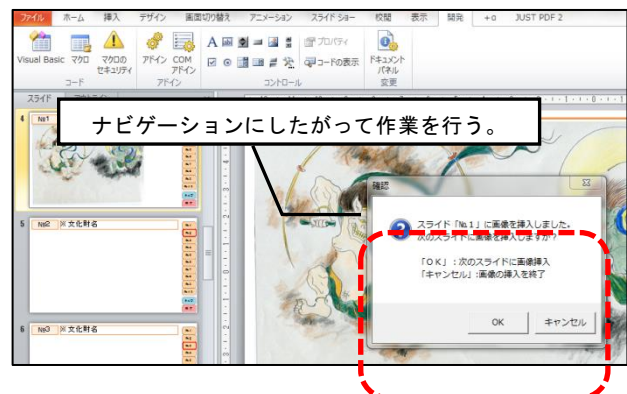 ファイル ホーム 挿入 デザイン 画面切り替え アニメーション スライド ショー 校閲 表示 開発 +α JUST PDF 2
Visual Basic マクロ マクロの セキュリティ アドイン COM アドイン プロパティ コードの表示 ドキュメント パネル
コード アドイン コントロール 変更
スライド
ナビゲーションにしたがって作業を行う。
4 №1
確認
スライド「№1」に画像を挿入しました。
次のスライドに画像を挿入しますか?
「OK」:次のスライドに画像挿入
「キャンセル」:画像の挿入を終了
OK キャンセル
5 №2 ※文化財名
6 №3 ※文化財名